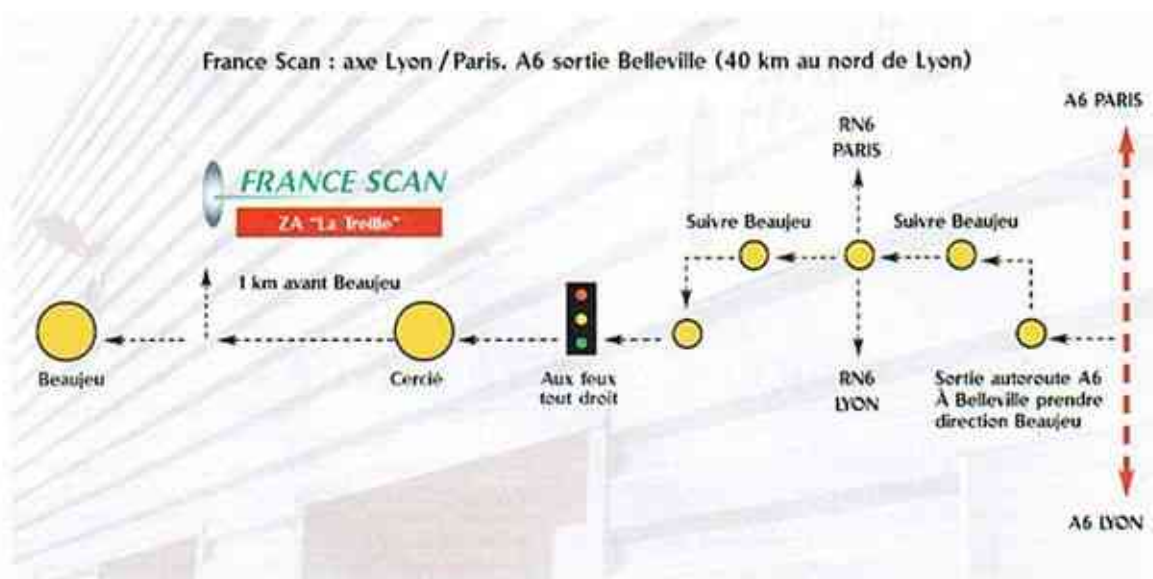 France Scan : axe Lyon / Paris. A6 sortie Belleville (40 km au nord de Lyon)
A6 PARIS
RN6
PARIS
FRANCE SCAN
ZA "La Treille"
Suivre Beaujeu
Suivre Beaujeu
1 km avant Beaujeu
Beaujeu
Cercié
Aux feux
tout droit
RN6
LYON
Sortie autoroute A6
À Belleville prendre
direction Beaujeu
A6 LYON